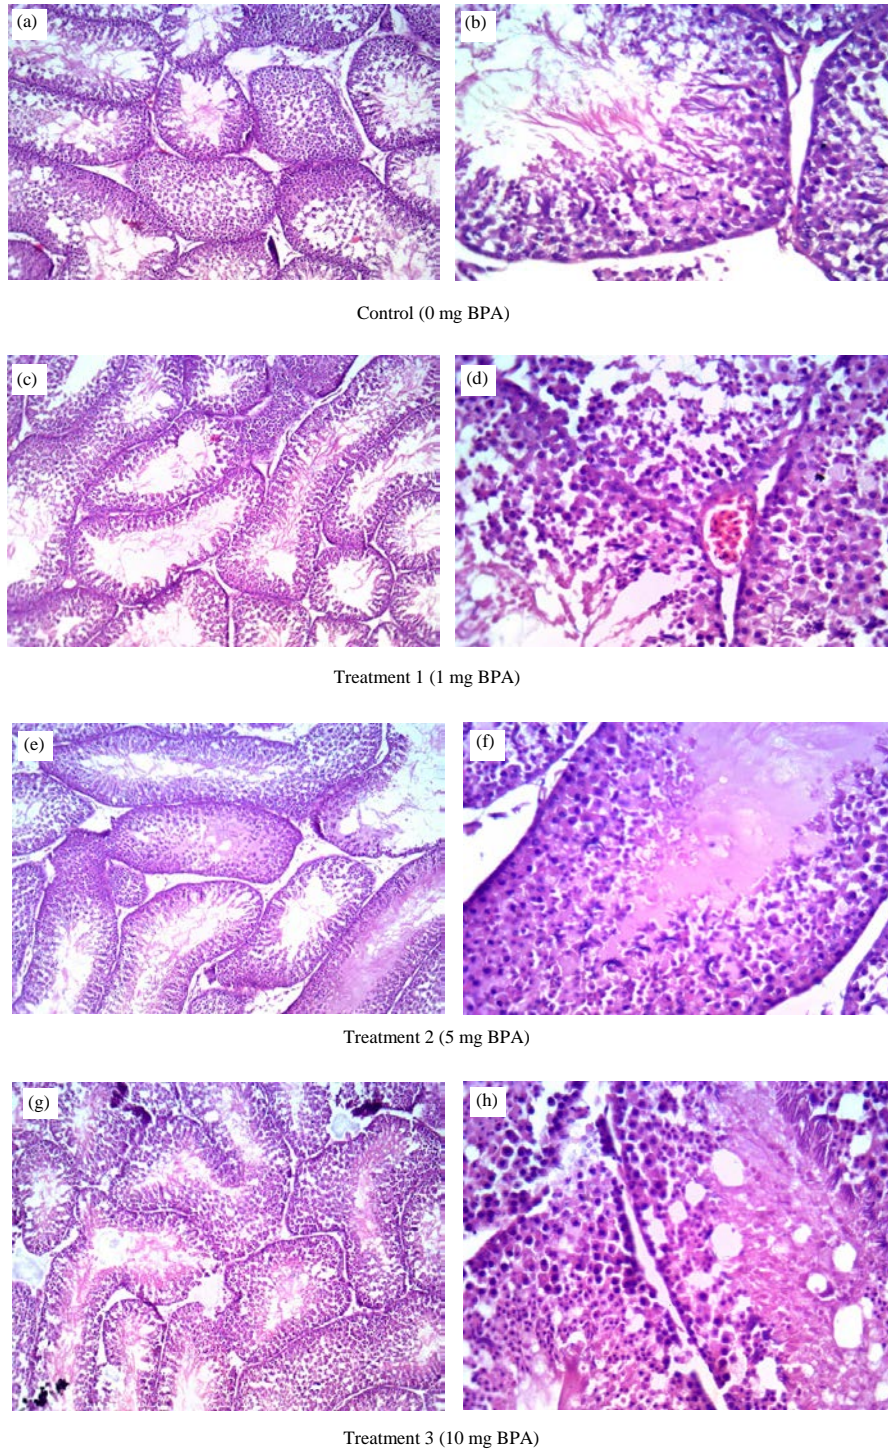 (a) (b)
Control (0 mg BPA)
(c) (d)
Treatment 1 (1 mg BPA)
(e) (f)
Treatment 2 (5 mg BPA)
(g) (h)
Treatment 3 (10 mg BPA)